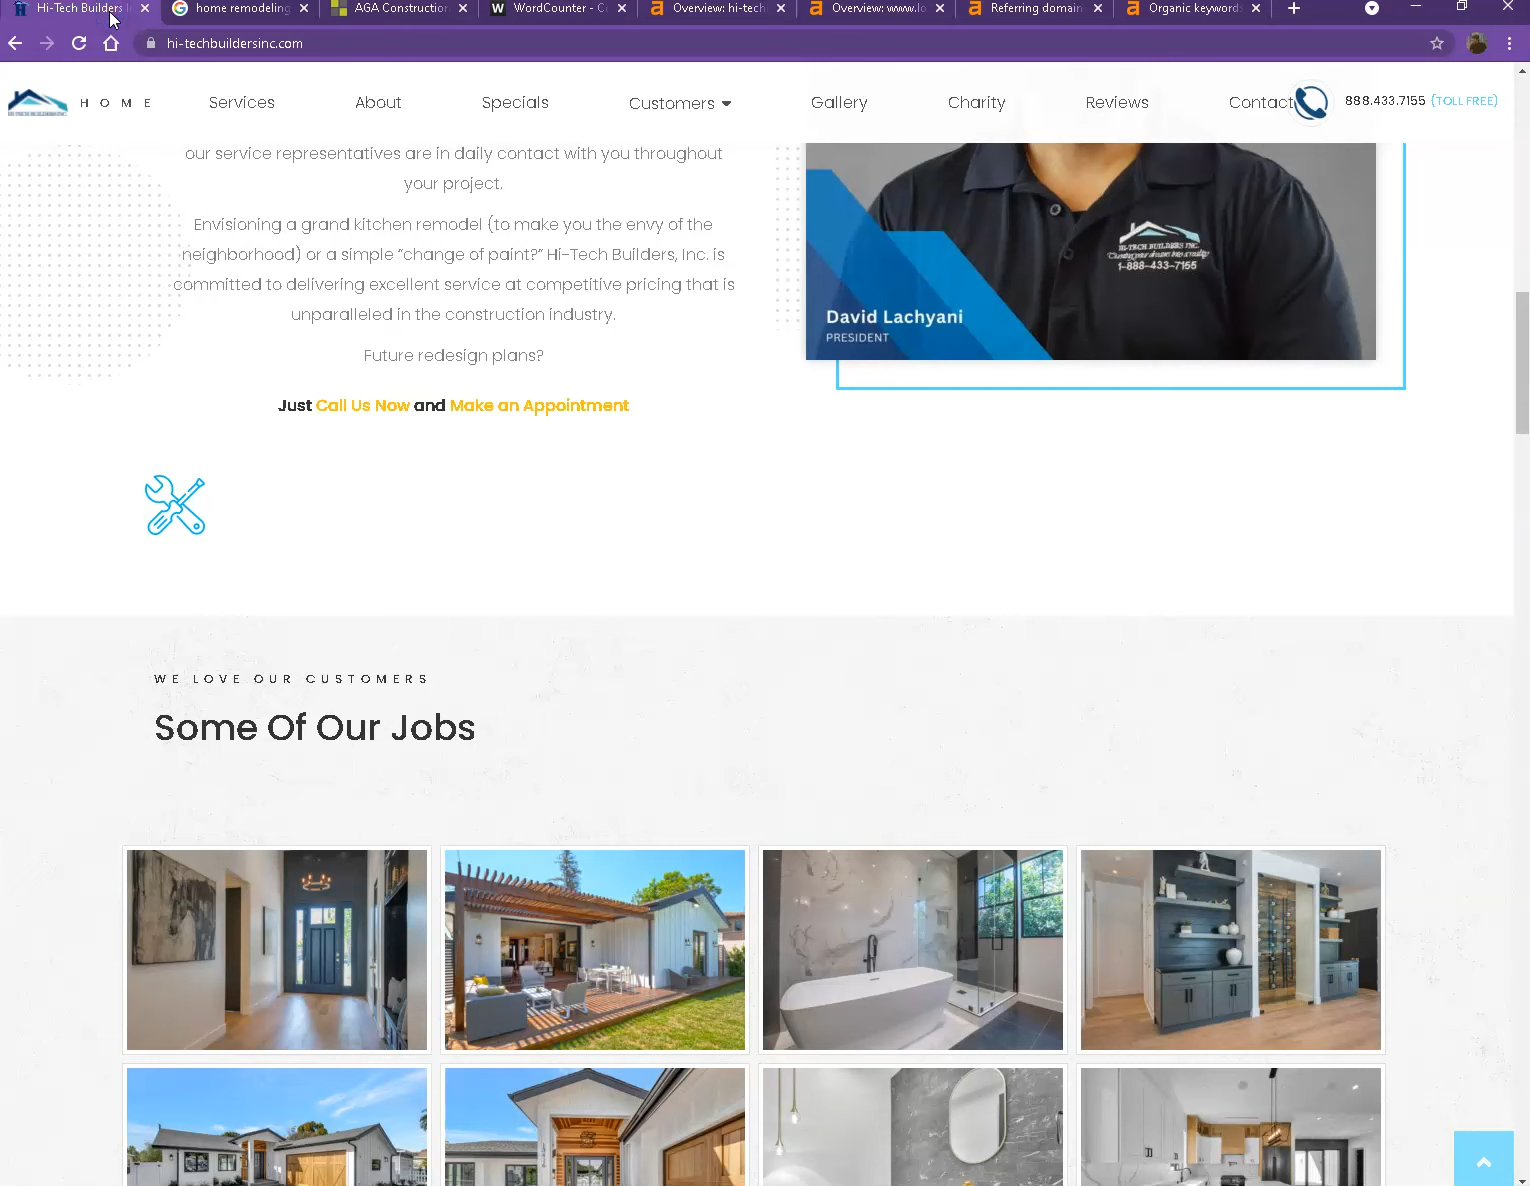 Hi-Tech Builders
home remodeling
AGA Construction
WordCounter - C
Overview: hi-tech
Overview: www.lo
Referring domain
Organic keywords
hi-techbuildersinc.com
HOME
Services
About
Specials
Customers
Gallery
Charity
Reviews
Contact
888.433.7155 (TOLL FREE)
our service representatives are in daily contact with you throughout
your project.
Envisioning a grand kitchen remodel (to make you the envy of the
neighborhood) or a simple “change of paint?” Hi-Tech Builders, Inc. is
committed to delivering excellent service at competitive pricing that is
unparalleled in the construction industry.
Future redesign plans?
Just Call Us Now and Make an Appointment
HI-TECH BUILDERS INC.
1-888-433-7155
David Lachyani
PRESIDENT
WE LOVE OUR CUSTOMERS
Some Of Our Jobs